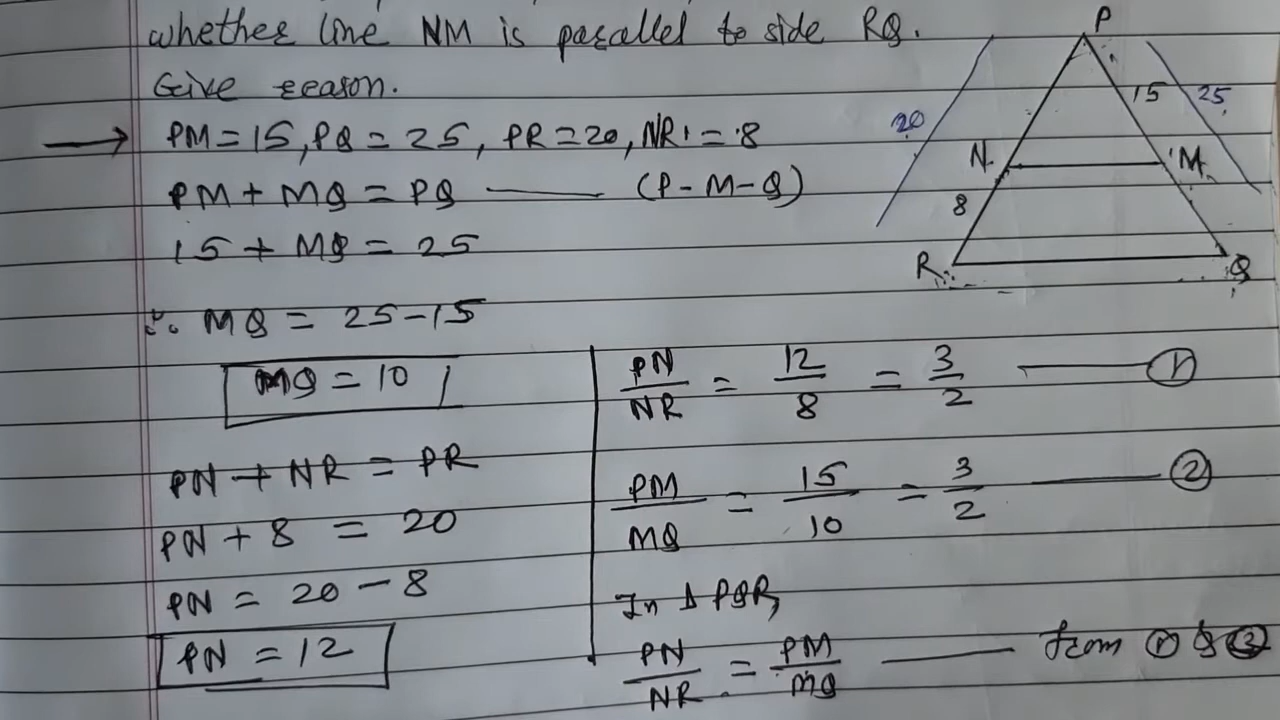 whether line NM is parallel to side RQ.
Give reason.
→ PM = 15, PQ = 25, PR = 20, NR = 8
PM + MQ = PQ —— (P-M-Q)
15 + MQ = 25
∴ MQ = 25 - 15
MQ = 10
PN + NR = PR
PN + 8 = 20
PN = 20 - 8
PN = 12
PN/NR = 12/8 = 3/2 —— ①
PM/MQ = 15/10 = 3/2 —— ②
In Δ PQR,
PN/NR = PM/MQ —— from ① & ②
P
15
25
20
N
M
8
R
Q